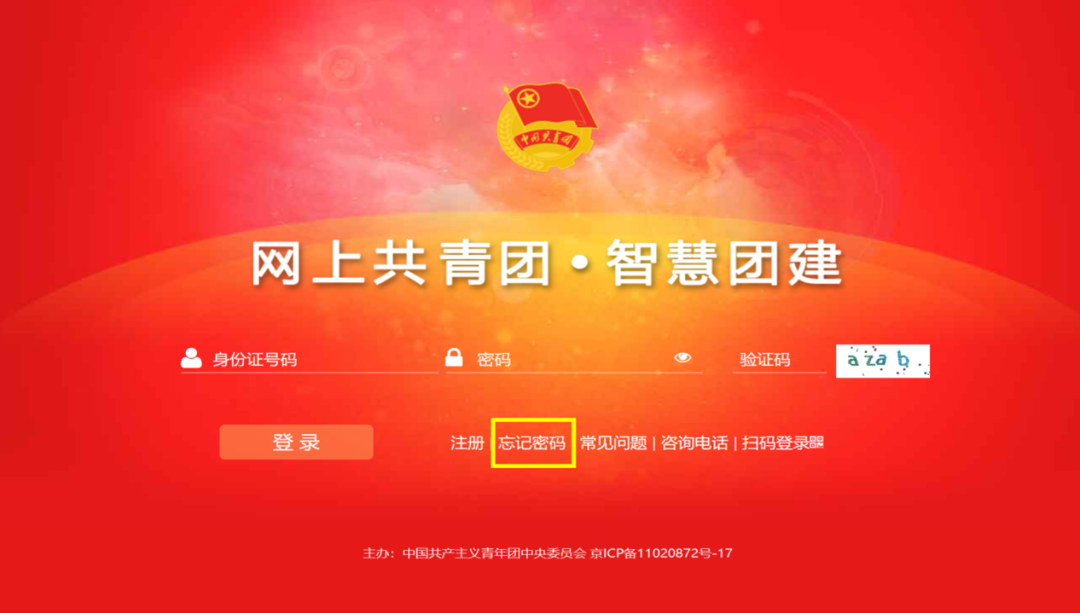 中国共青团
网上共青团·智慧团建
身份证号码 密码 验证码 azab
登录 注册 忘记密码 常见问题 | 咨询电话 | 扫码登录
主办：中国共产主义青年团中央委员会 京ICP备11020872号-17